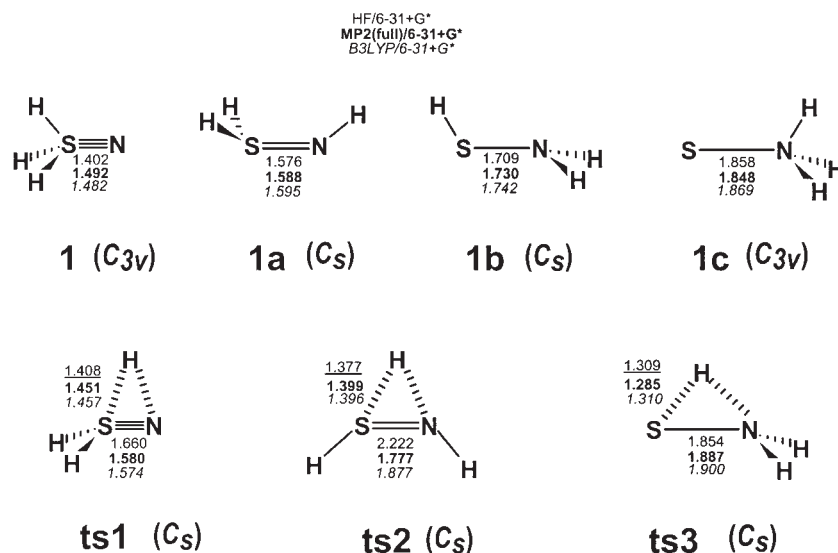 HF/6-31+G*
MP2(full)/6-31+G*
B3LYP/6-31+G*
H
S≡N
H
H
1.402
1.492
1.482
1 (C3v)
H
H
S=N
H
1.576
1.588
1.595
1a (Cs)
H
S
N
H
H
1.709
1.730
1.742
1b (Cs)
S
N
H
H
H
1.858
1.848
1.869
1c (C3v)
1.408
1.451
1.457
H
H
H
S≡N
1.660
1.580
1.574
ts1 (Cs)
1.377
1.399
1.396
H
S=N
H
H
2.222
1.777
1.877
ts2 (Cs)
1.309
1.285
1.310
H
S
N
H
H
1.854
1.887
1.900
ts3 (Cs)